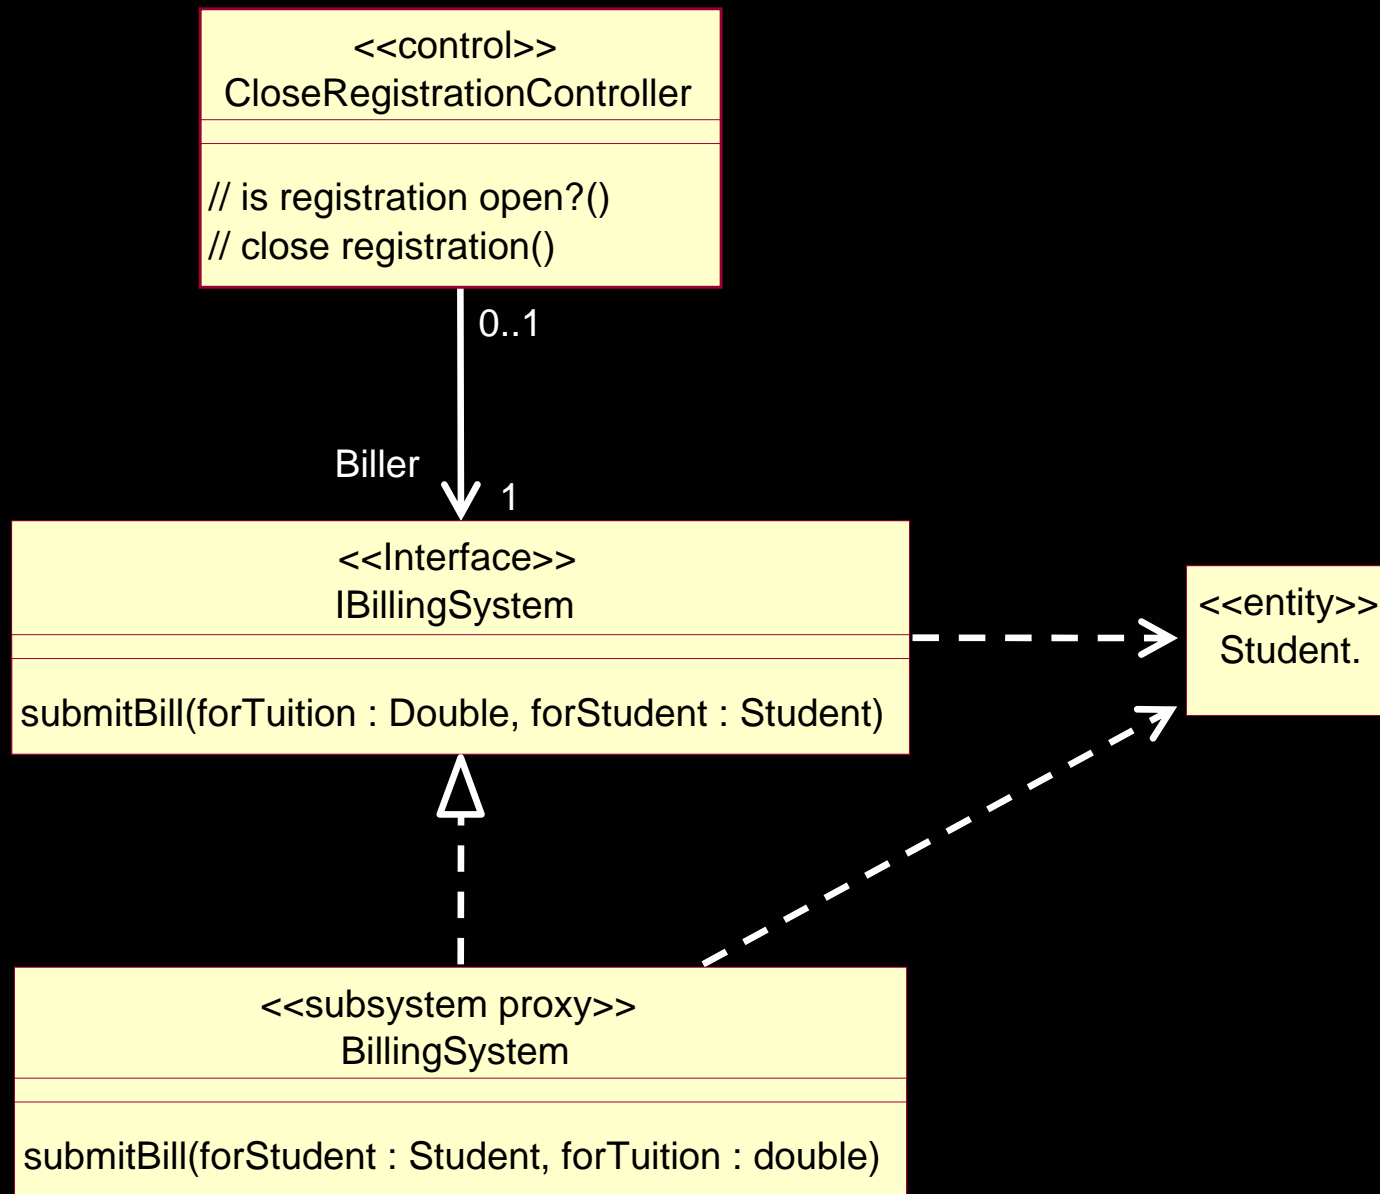 <<control>>
CloseRegistrationController
// is registration open?()
// close registration()
0..1
Biller
1
<<Interface>>
IBillingSystem
submitBill(forTuition : Double, forStudent : Student)
<<entity>>
Student.
<<subsystem proxy>>
BillingSystem
submitBill(forStudent : Student, forTuition : double)